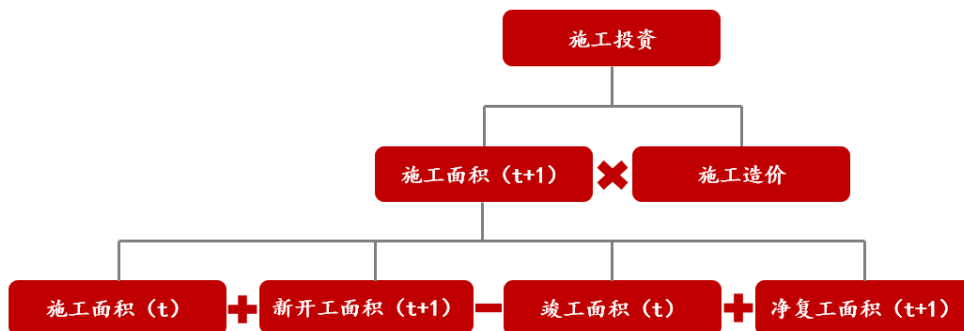 施工投资
施工面积（t+1） ✖ 施工造价
施工面积（t） ➕ 新开工面积（t+1） ➖ 竣工面积（t） ➕ 净复工面积（t+1）